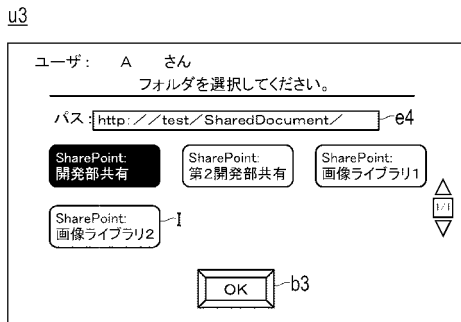 u3
ユーザ： A さん
フォルダを選択してください。
パス：http://test/SharedDocument/ e4
SharePoint: SharePoint: SharePoint:
開発部共有 第2開発部共有 画像ライブラリ1
1/1
SharePoint:
画像ライブラリ2 I
OK b3